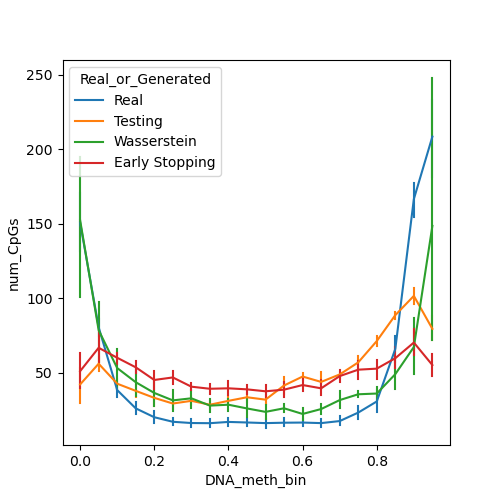 250
200
150
100
50
num_CpGs
Real_or_Generated
Real
Testing
Wasserstein
Early Stopping
0.0 0.2 0.4 0.6 0.8
DNA_meth_bin